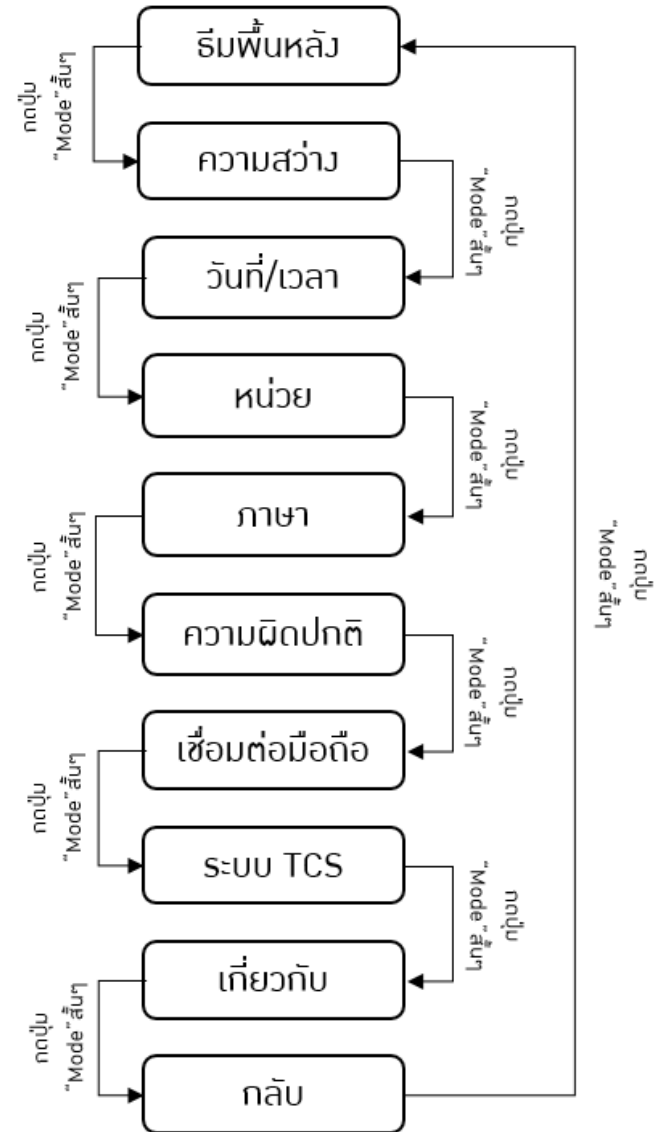 ธีมพื้นหลัง
กดปุ่ม
“Mode”สั้นๆ
ความสว่าง
กดปุ่ม
“Mode”สั้นๆ
วันที่/เวลา
กดปุ่ม
“Mode”สั้นๆ
หน่วย
กดปุ่ม
“Mode”สั้นๆ
ภาษา
กดปุ่ม
“Mode”สั้นๆ
ความผิดปกติ
กดปุ่ม
“Mode”สั้นๆ
เชื่อมต่อมือถือ
กดปุ่ม
“Mode”สั้นๆ
ระบบ TCS
กดปุ่ม
“Mode”สั้นๆ
เกี่ยวกับ
กดปุ่ม
“Mode”สั้นๆ
กลับ
กดปุ่ม
“Mode”สั้นๆ